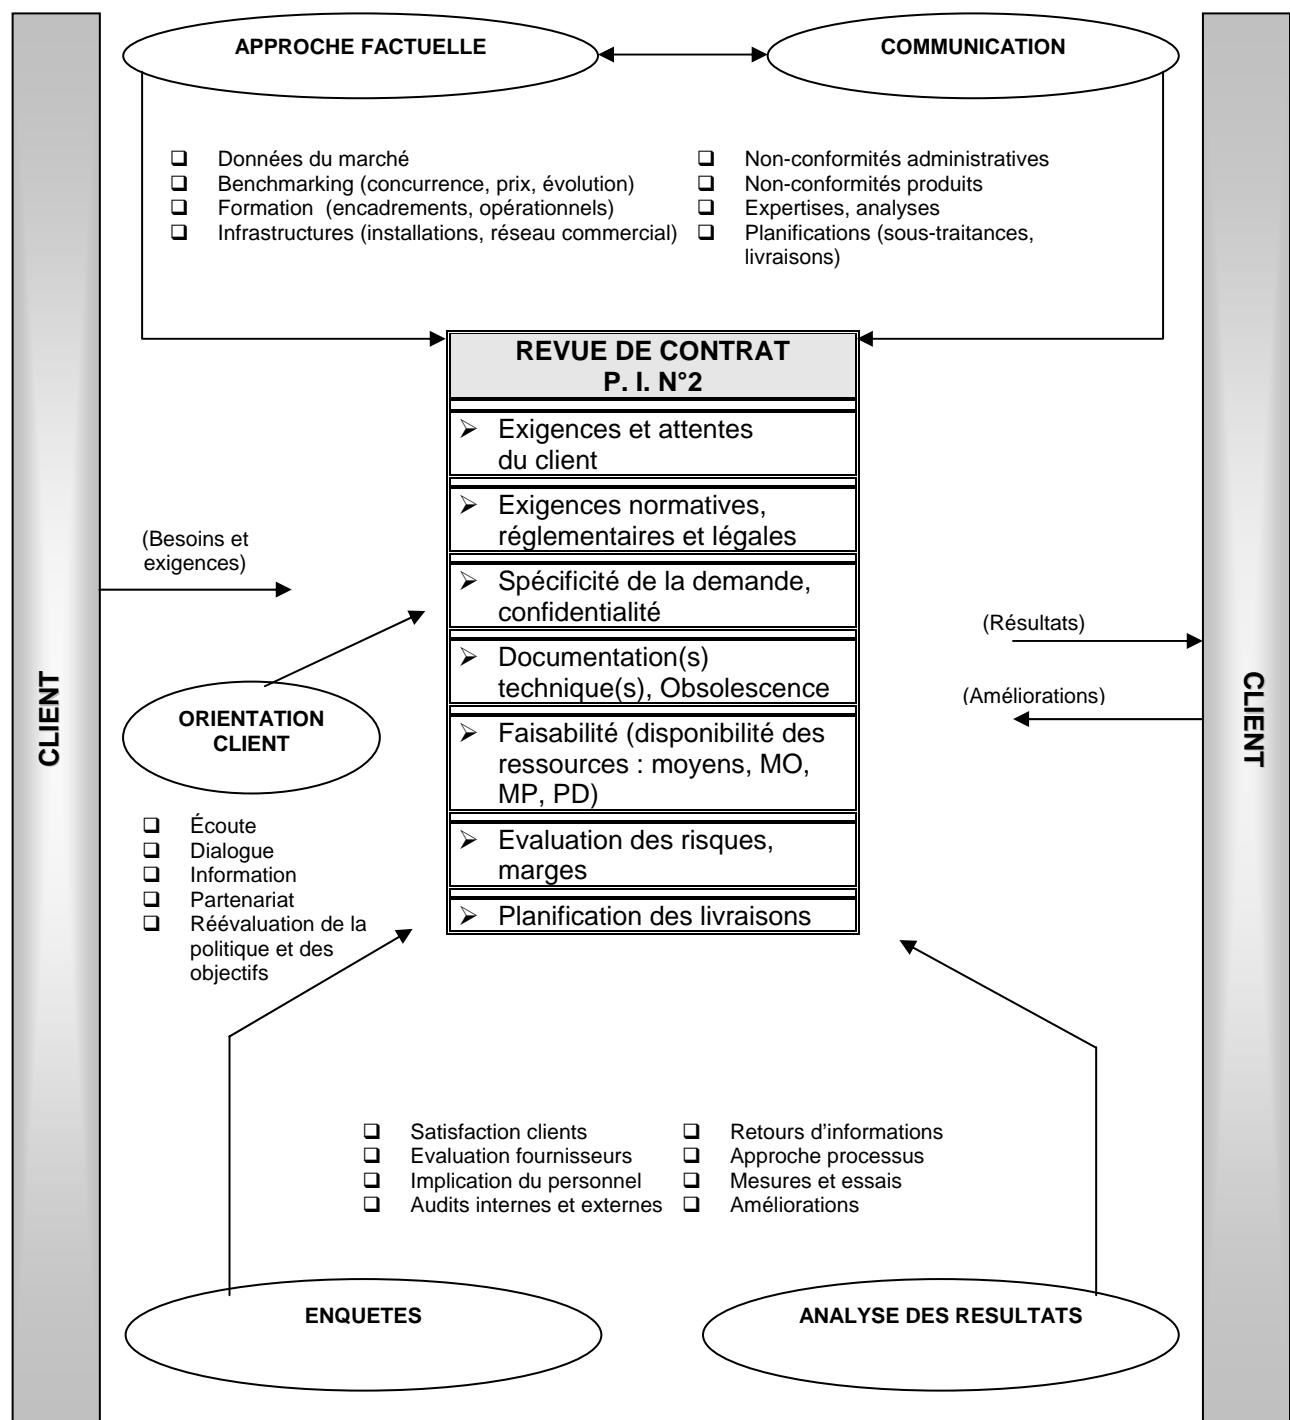 APPROCHE FACTUELLE
COMMUNICATION
❑ Données du marché
❑ Benchmarking (concurrence, prix, évolution)
❑ Formation (encadrements, opérationnels)
❑ Infrastructures (installations, réseau commercial)
❑ Non-conformités administratives
❑ Non-conformités produits
❑ Expertises, analyses
❑ Planifications (sous-traitances,
livraisons)
REVUE DE CONTRAT
P. I. N°2
➢ Exigences et attentes
du client
➢ Exigences normatives,
réglementaires et légales
➢ Spécificité de la demande,
confidentialité
➢ Documentation(s)
technique(s), Obsolescence
➢ Faisabilité (disponibilité des
ressources : moyens, MO,
MP, PD)
➢ Evaluation des risques,
marges
➢ Planification des livraisons
CLIENT
(Besoins et
exigences)
ORIENTATION
CLIENT
❑ Écoute
❑ Dialogue
❑ Information
❑ Partenariat
❑ Réévaluation de la
politique et des
objectifs
(Résultats)
(Améliorations)
CLIENT
❑ Satisfaction clients
❑ Evaluation fournisseurs
❑ Implication du personnel
❑ Audits internes et externes
❑ Retours d'informations
❑ Approche processus
❑ Mesures et essais
❑ Améliorations
ENQUETES
ANALYSE DES RESULTATS